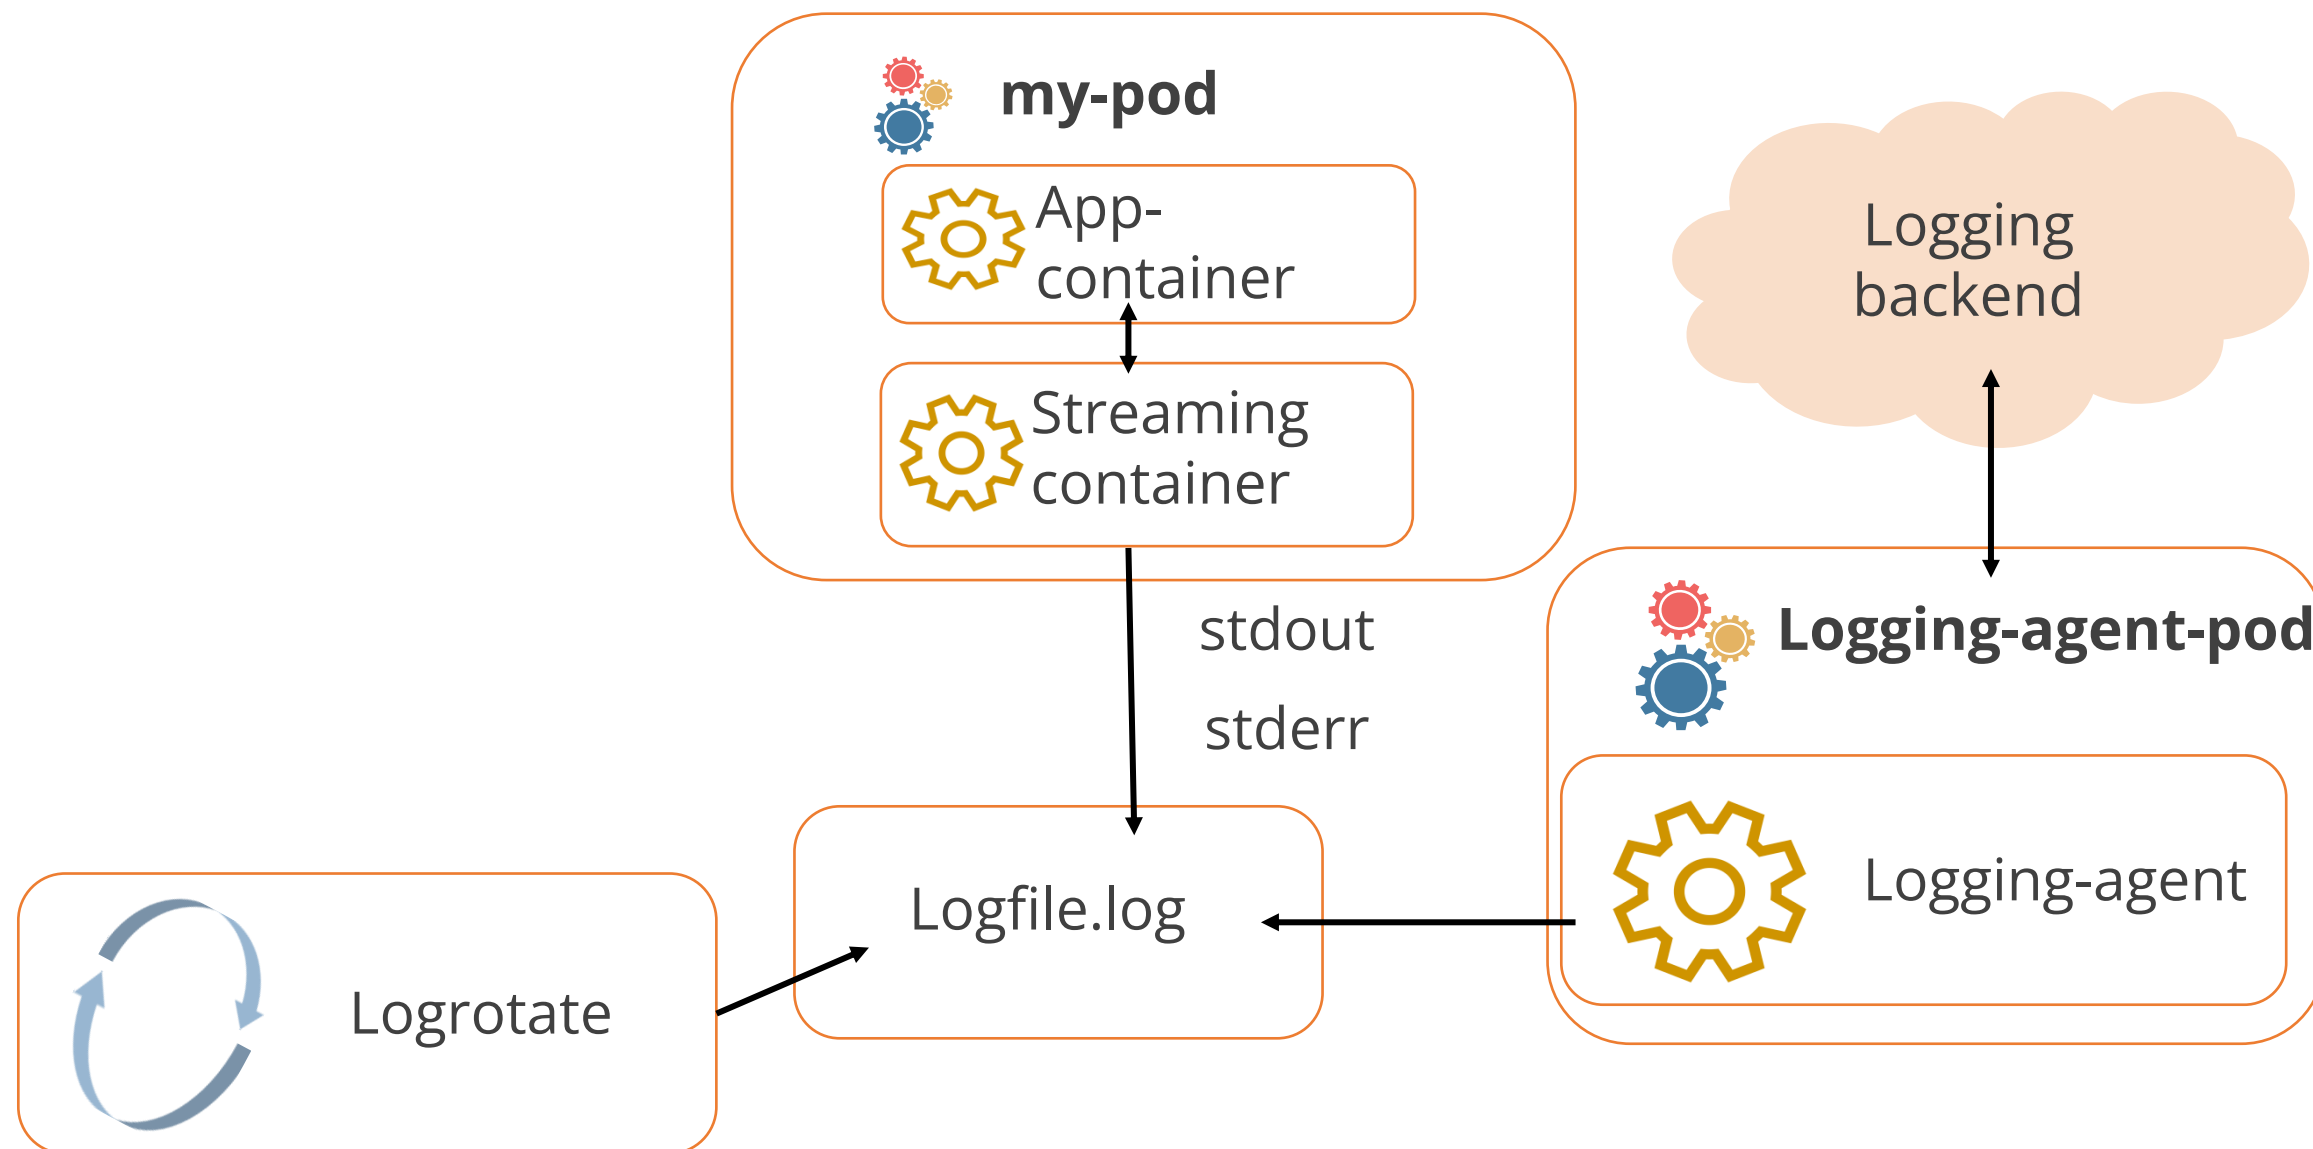 my-pod
App-
container
Streaming
container
Logging
backend
stdout
stderr
Logging-agent-pod
Logging-agent
Logfile.log
Logrotate